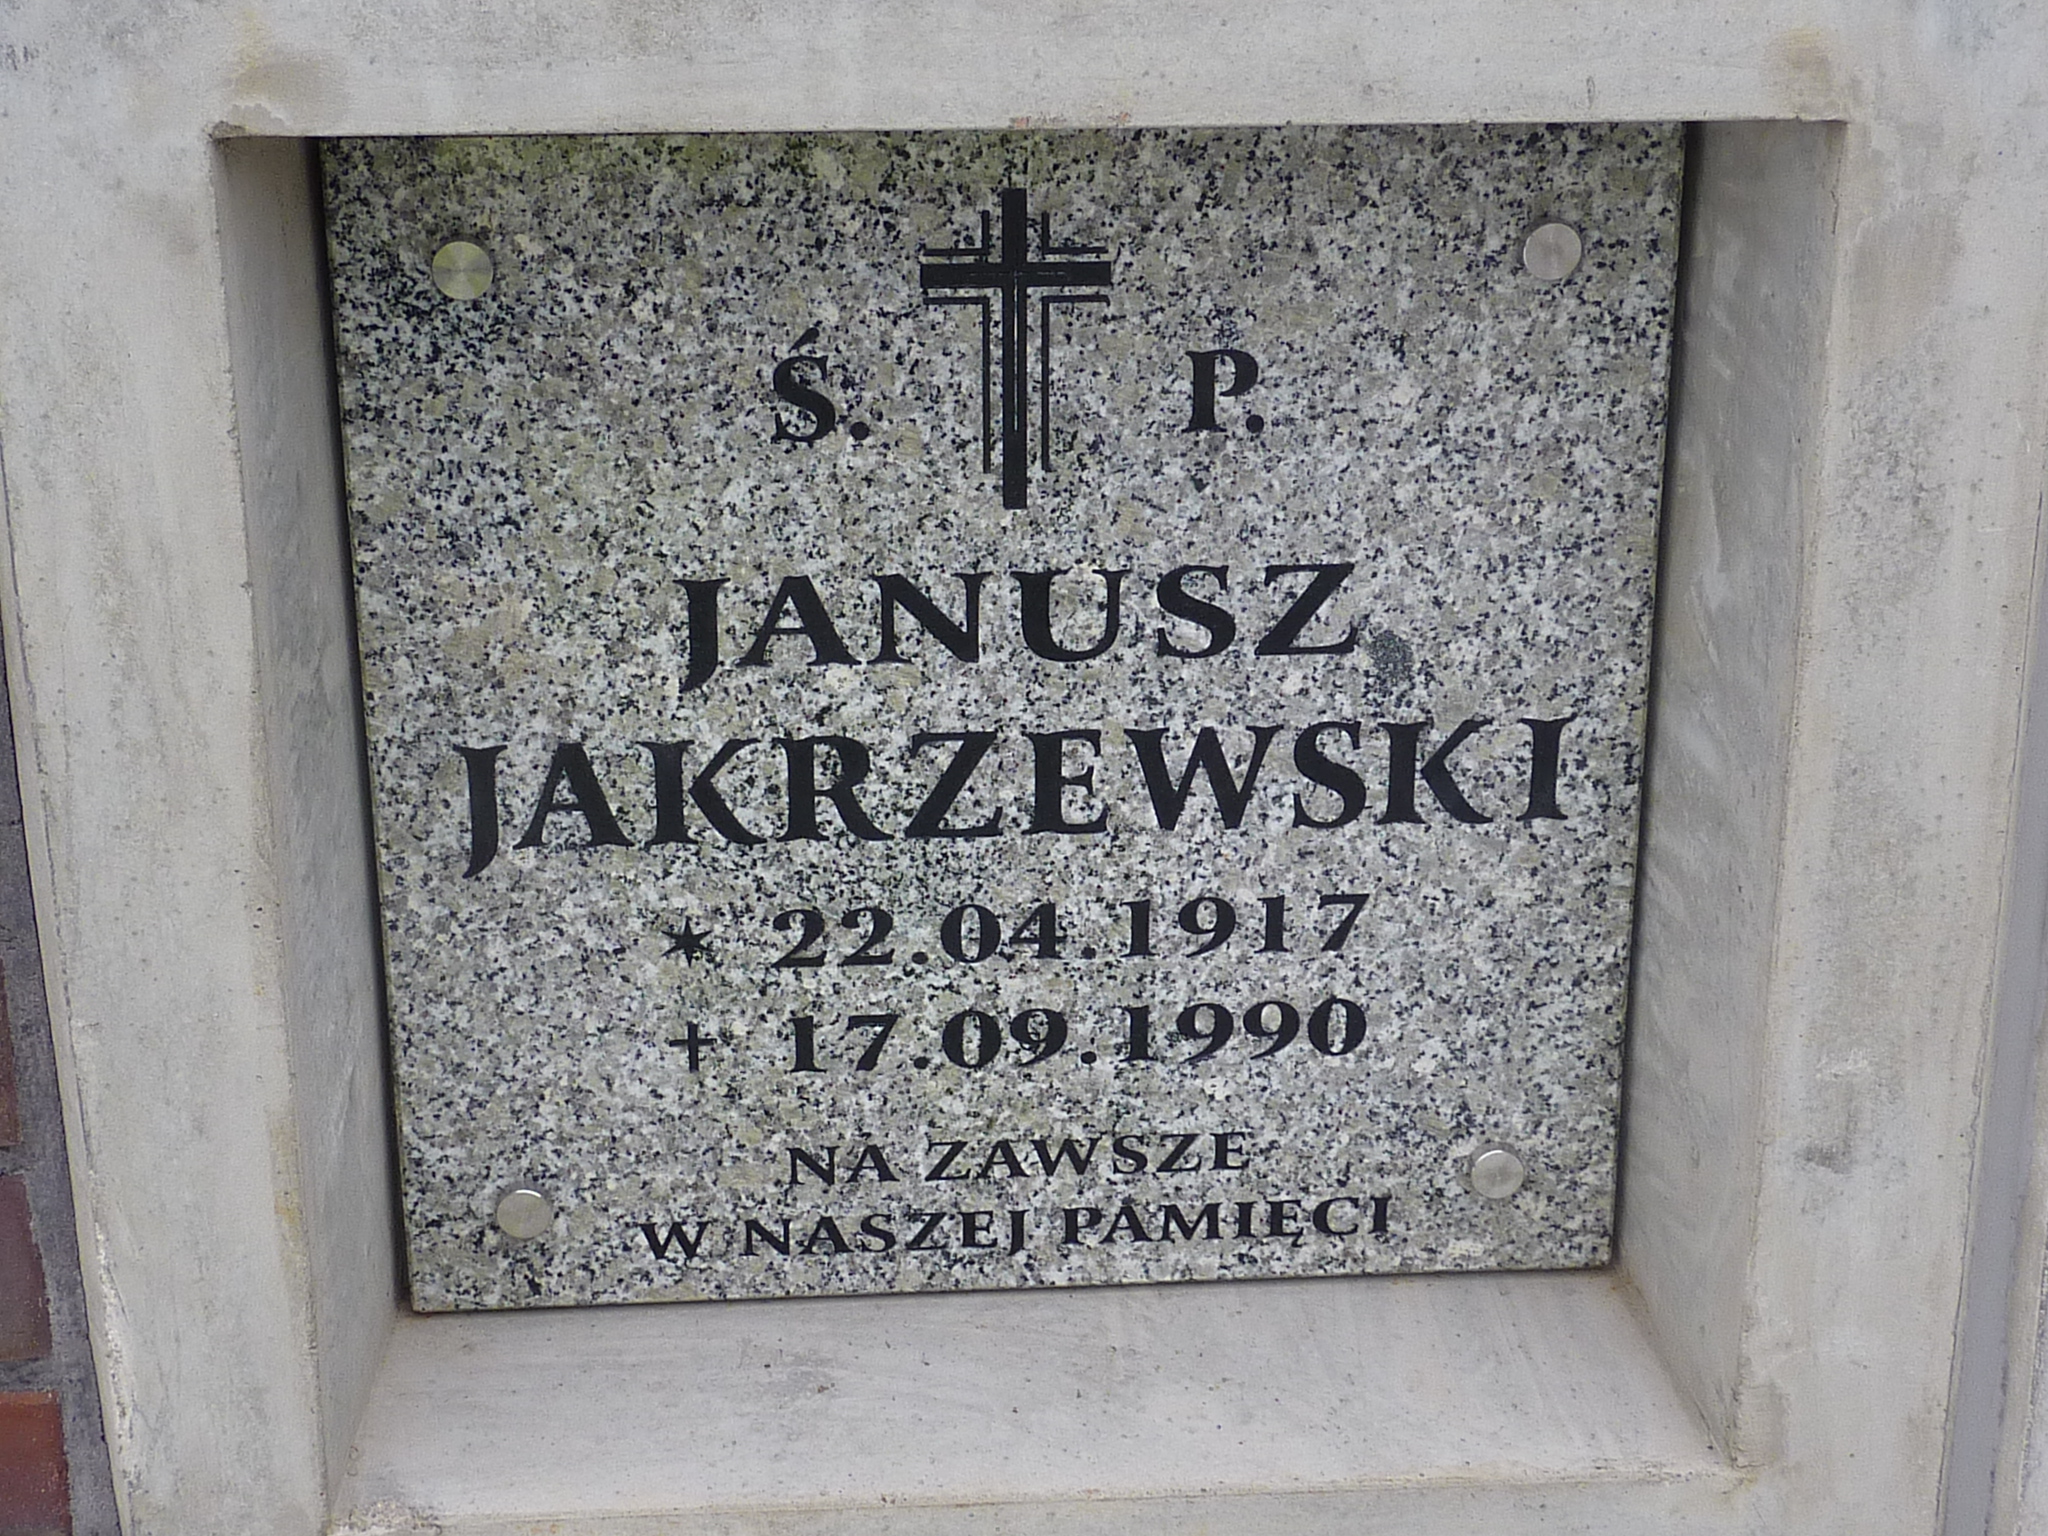 Ś. P.
JANUSZ
JAKRZEWSKI
* 22.04.1917
+ 17.09.1990
NA ZAWSZE
W NASZEJ PAMIĘCI